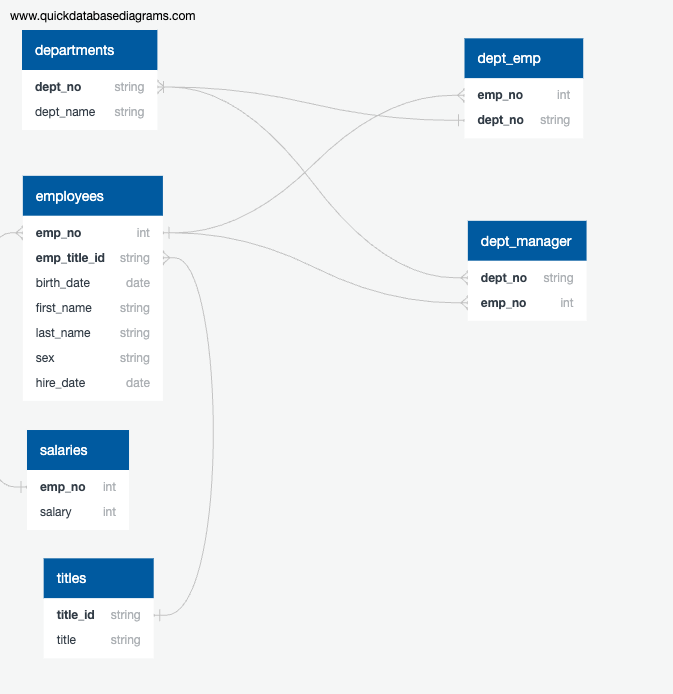 www.quickdatabasediagrams.com
departments
dept_no string
dept_name string
employees
emp_no int
emp_title_id string
birth_date date
first_name string
last_name string
sex string
hire_date date
salaries
emp_no int
salary int
titles
title_id string
title string
dept_emp
emp_no int
dept_no string
dept_manager
dept_no string
emp_no int